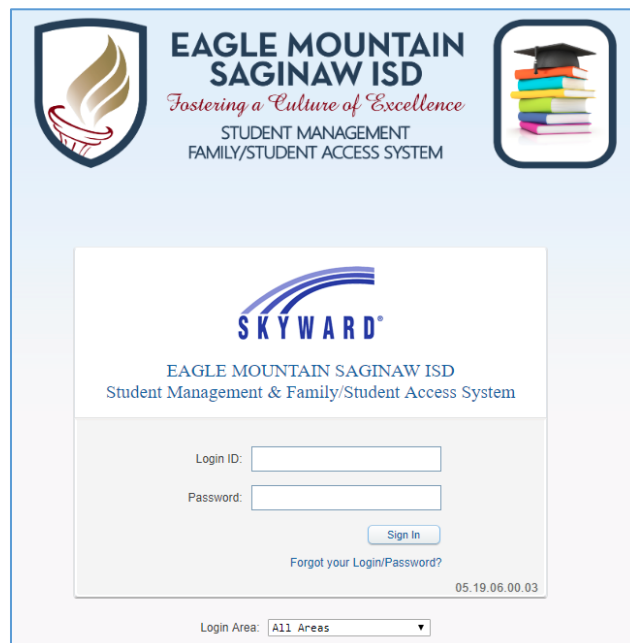 EAGLE MOUNTAIN
SAGINAW ISD
Fostering a Culture of Excellence
STUDENT MANAGEMENT
FAMILY/STUDENT ACCESS SYSTEM
SKYWARD®
EAGLE MOUNTAIN SAGINAW ISD
Student Management & Family/Student Access System
Login ID:
Password:
Sign In
Forgot your Login/Password?
05.19.06.00.03
Login Area: All Areas